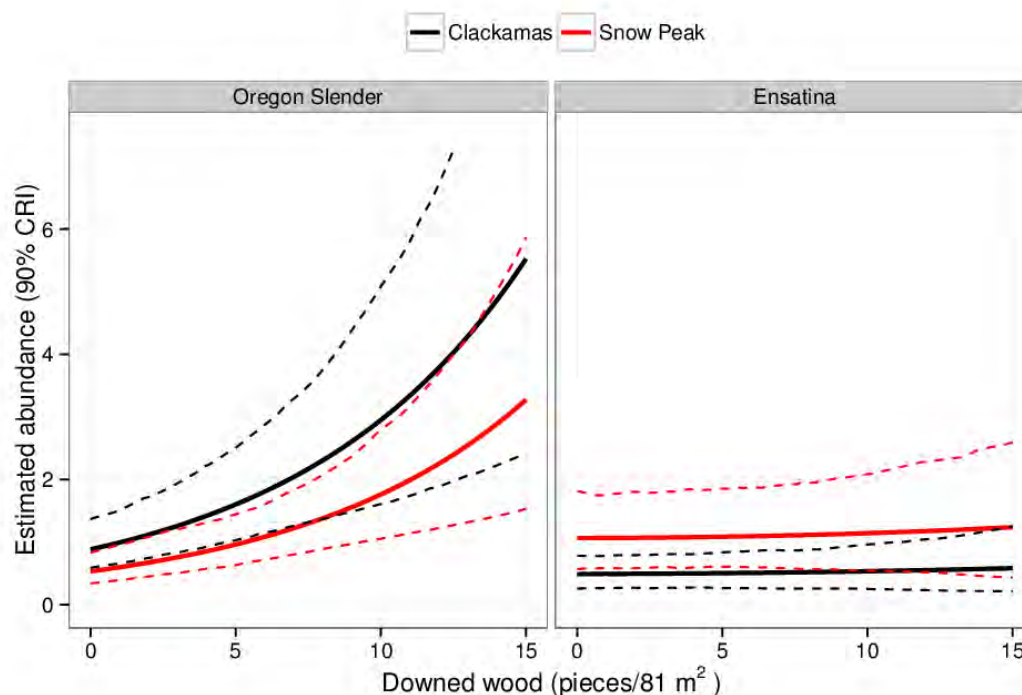 Clackamas Snow Peak
Oregon Slender Ensatina
Estimated abundance (90% CRI)
6
4
2
0
0 5 10 15 0 5 10 15
Downed wood (pieces/81 m²)